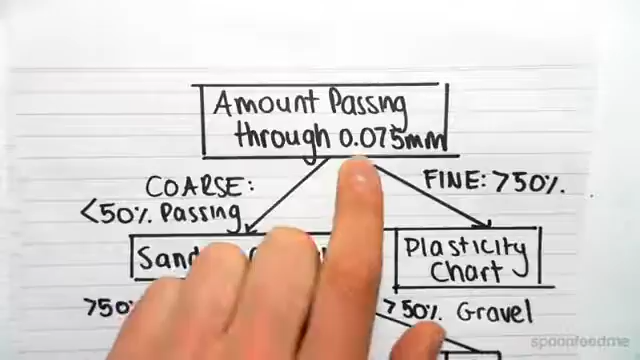 Amount Passing
through 0.075mm
COARSE:
<50% Passing
FINE: >50%.
Sand
Plasticity
Chart
>50%
>50% Gravel
spoonfeedme